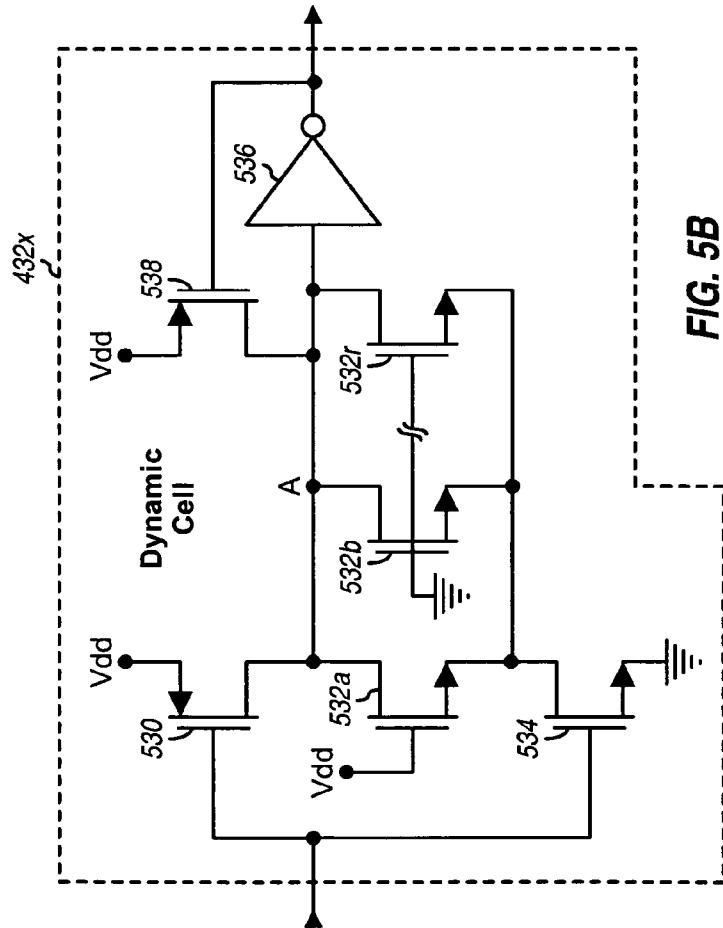 432x
Vdd
Dynamic
Cell
Vdd
538
536
530
A
Vdd
532a
532b
532r
534
FIG. 5B